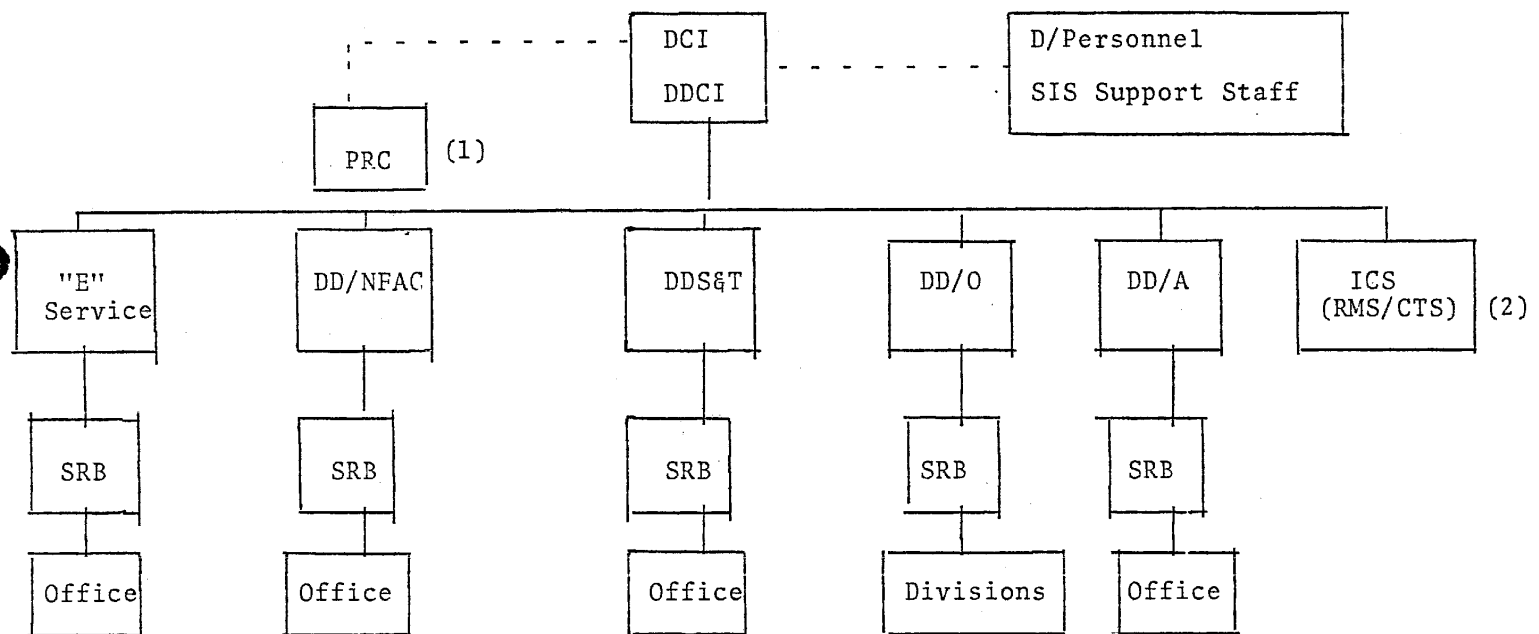 DCI
DDCI
D/Personnel
SIS Support Staff
PRC
(1)
"E"
Service
DD/NFAC
DDS&T
DD/O
DD/A
ICS
(RMS/CTS)
(2)
SRB
SRB
SRB
SRB
SRB
Office
Office
Office
Divisions
Office